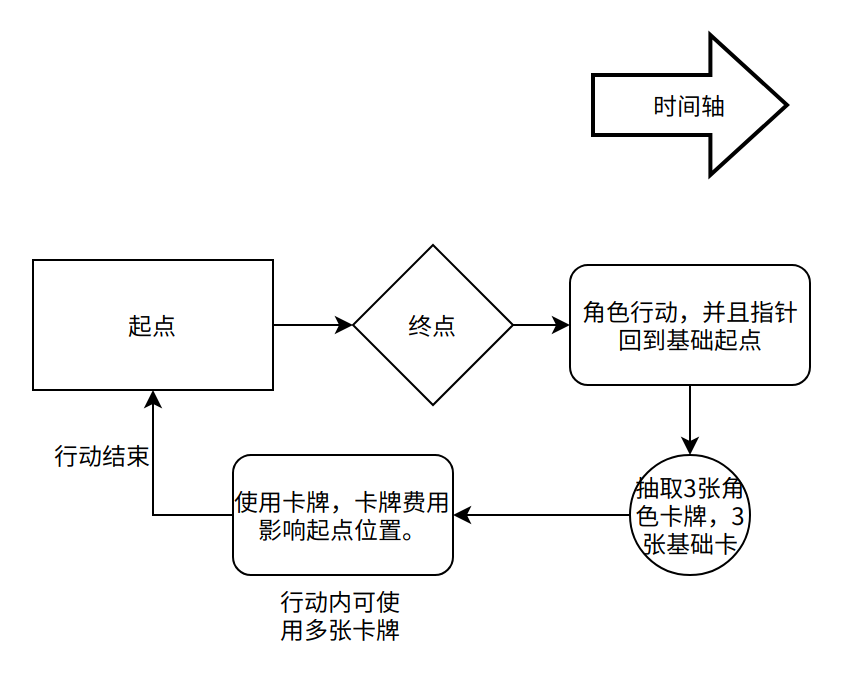 时间轴
起点
终点
角色行动，并且指针
回到基础起点
行动结束
使用卡牌，卡牌费用
影响起点位置。
抽取3张角
色卡牌，3
张基础卡
行动内可使
用多张卡牌